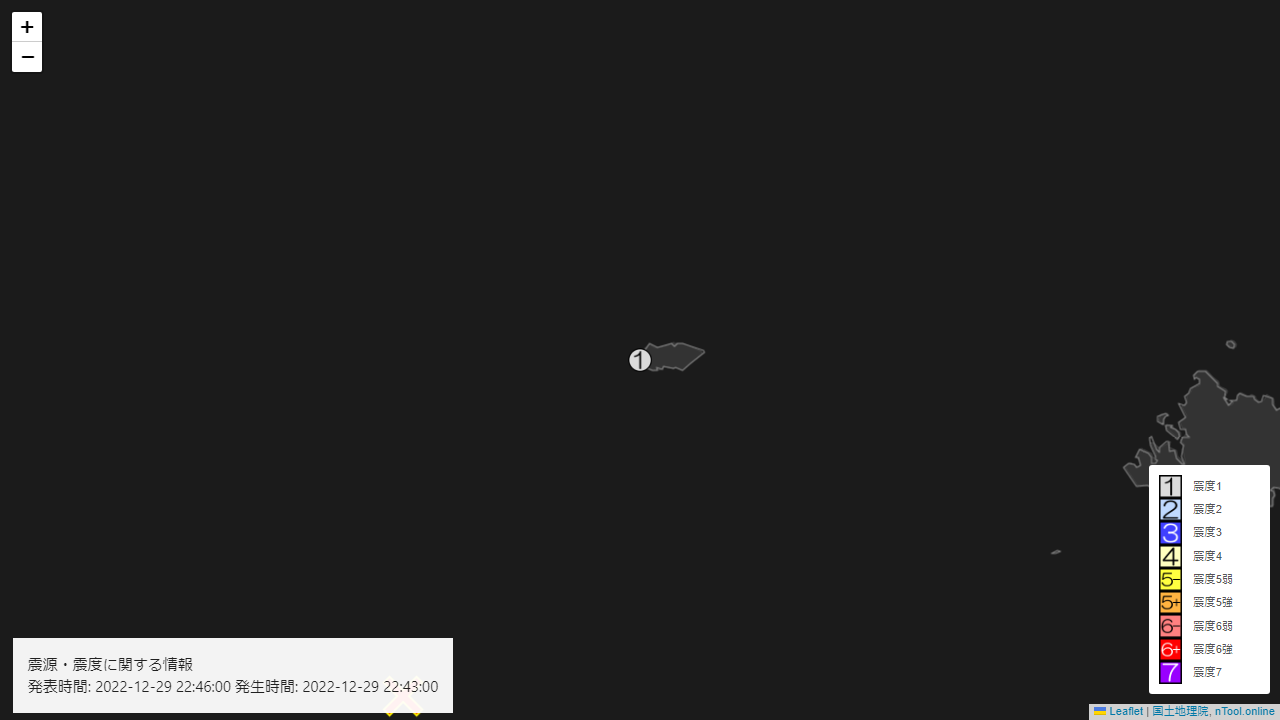 +
−
1
震源・震度に関する情報
発表時間: 2022-12-29 22:46:00 発生時間: 2022-12-29 22:43:00
1 震度1
2 震度2
3 震度3
4 震度4
5- 震度5弱
5+ 震度5強
6- 震度6弱
6+ 震度6強
7 震度7
Leaflet | 国土地理院, nTool.online